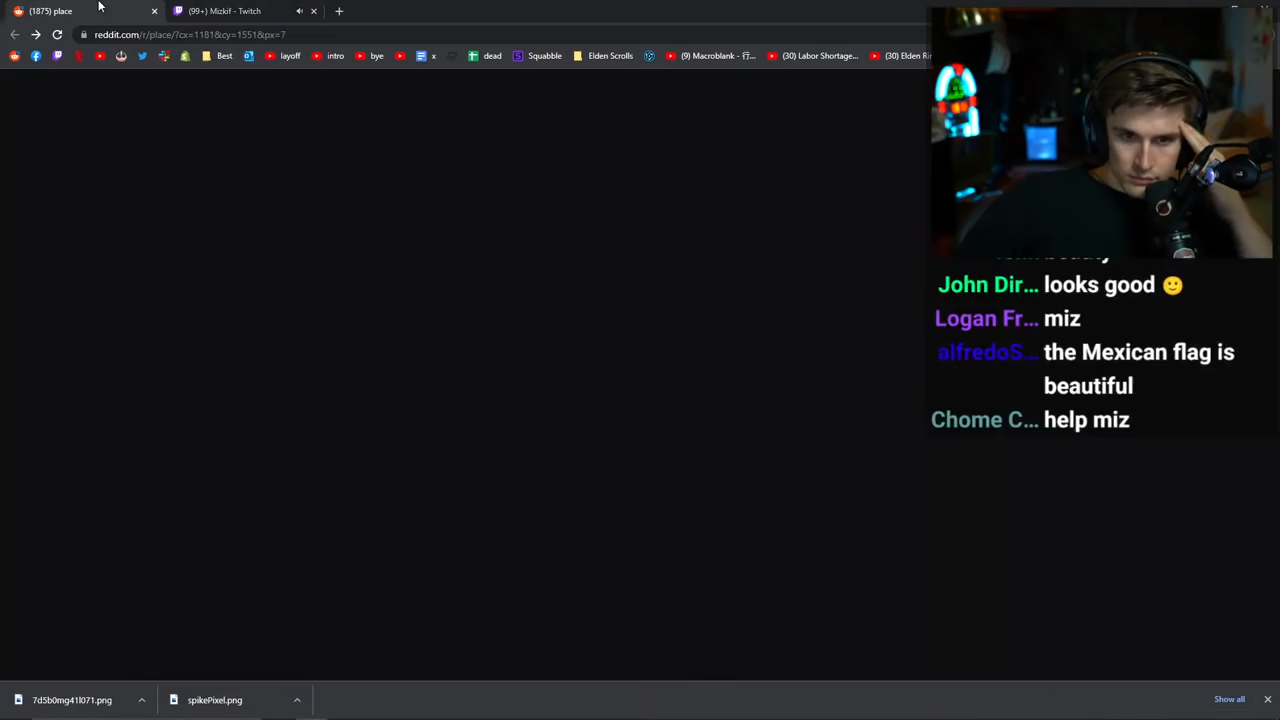 (1875) place
(99+) Mizkif - Twitch
reddit.com/r/place/?cx=1181&cy=1551&px=7
Best layoff intro bye x dead Squabble Elden Scrolls (9) Macroblank - 行... (30) Labor Shortage... (30) Elden Rin
John Dir... looks good 🙂
Logan Fr... miz
alfredoS... the Mexican flag is
beautiful
Chome C... help miz
7d5b0mg41l071.png spikePixel.png Show all